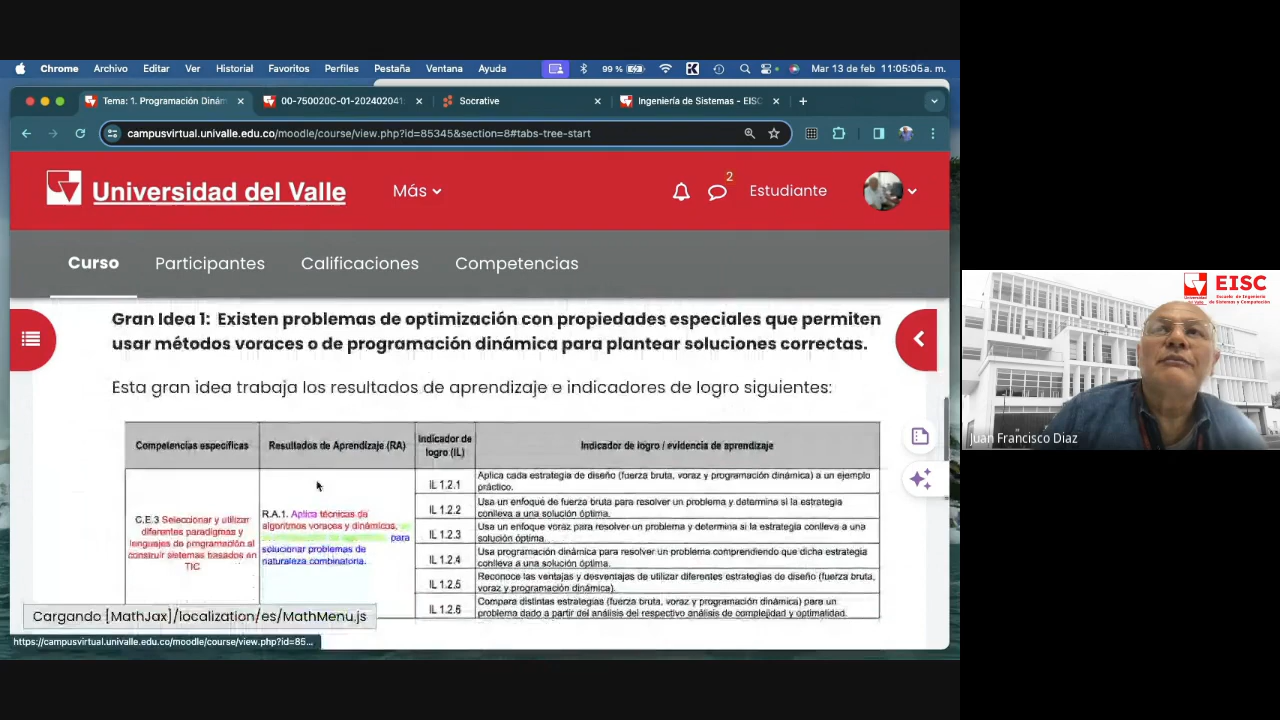 Chrome Archivo Editar Ver Historial Favoritos Perfiles Pestaña Ventana Ayuda 99 % Mar 13 de feb 11:05:05 a. m.
Tema: 1. Programación Dinám 00-750020C-01-202402041 Socrative Ingeniería de Sistemas - EISC
campusvirtual.univalle.edu.co/moodle/course/view.php?id=85345&section=8#tabs-tree-start
Universidad del Valle Más 2 Estudiante
Curso Participantes Calificaciones Competencias
Gran Idea 1: Existen problemas de optimización con propiedades especiales que permiten
usar métodos voraces o de programación dinámica para plantear soluciones correctas.
Esta gran idea trabaja los resultados de aprendizaje e indicadores de logro siguientes:
Competencias específicas
Resultados de Aprendizaje (RA)
Indicador de
logro (IL)
Indicador de logro / evidencia de aprendizaje
C.E.3 Seleccionar y utilizar
diferentes paradigmas y
lenguajes de programación al
construir sistemas basados en
TIC
R.A.1. Aplica técnicas de
algoritmos voraces y dinámicos,
para
solucionar problemas de
naturaleza combinatoria.
IL 1.2.1
Aplica cada estrategia de diseño (fuerza bruta, voraz y programación dinámica) a un ejemplo
práctico.
IL 1.2.2
Usa un enfoque de fuerza bruta para resolver un problema y determina si la estrategia
conlleva a una solución óptima.
IL 1.2.3
Usa un enfoque voraz para resolver un problema y determina si la estrategia conlleva a una
solución óptima.
IL 1.2.4
Usa programación dinámica para resolver un problema comprendiendo que dicha estrategia
conlleva a una solución óptima.
IL 1.2.5
Reconoce las ventajas y desventajas de utilizar diferentes estrategias de diseño (fuerza bruta,
voraz y programación dinámica).
IL 1.2.6
Compara distintas estrategias (fuerza bruta, voraz y programación dinámica) para un
problema dado a partir del análisis del respectivo análisis de complejidad y optimalidad.
Cargando [MathJax]/localization/es/MathMenu.js
https://campusvirtual.univalle.edu.co/moodle/course/view.php?id=85...
EISC
Escuela de Ingeniería
de Sistemas y Computación
Juan Francisco Diaz